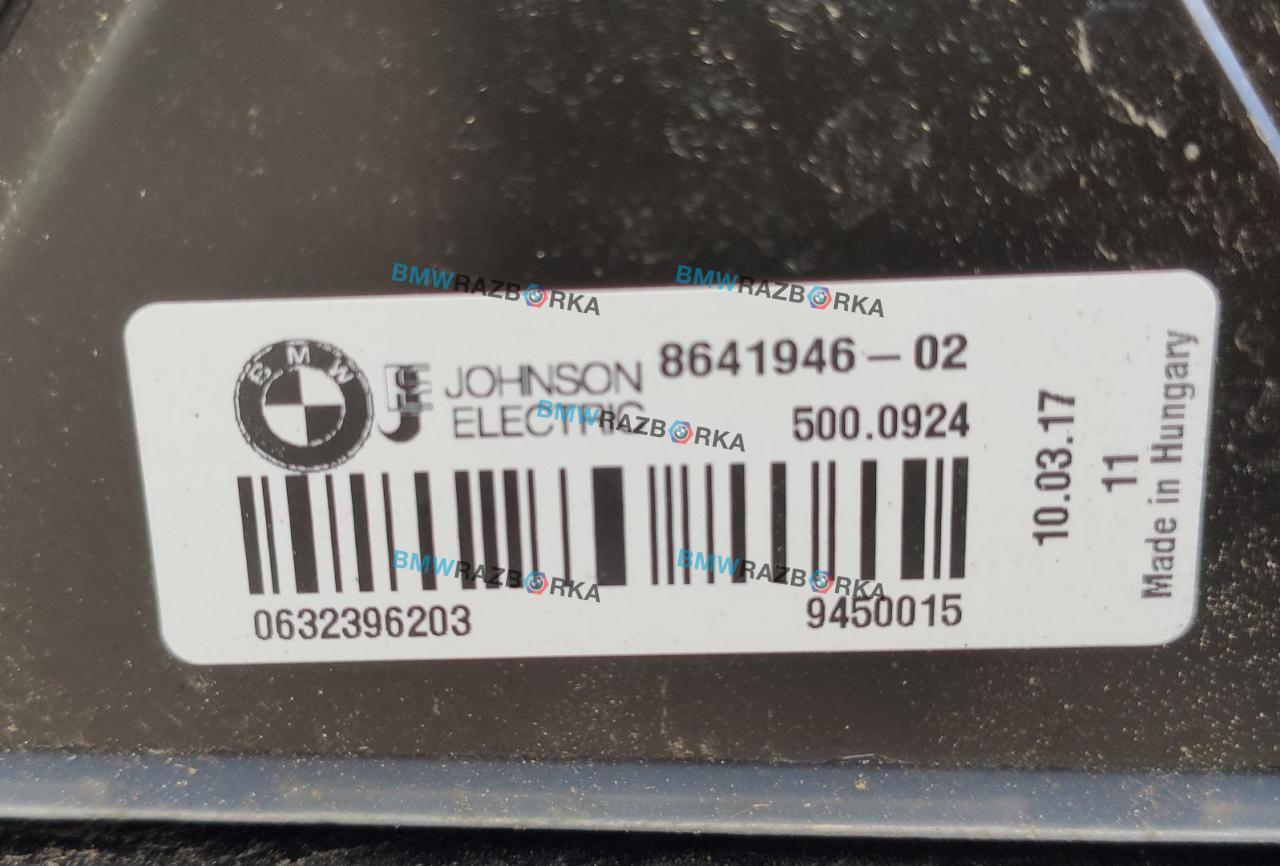 BMWRAZBORKA
BMWRAZBORKA
BMW
JE
JOHNSON
ELECTRIC
8641946-02
500.0924
BMWRAZBORKA
10.03.17
11
Made in Hungary
BMWRAZBORKA
BMWRAZBORKA
0632396203
9450015